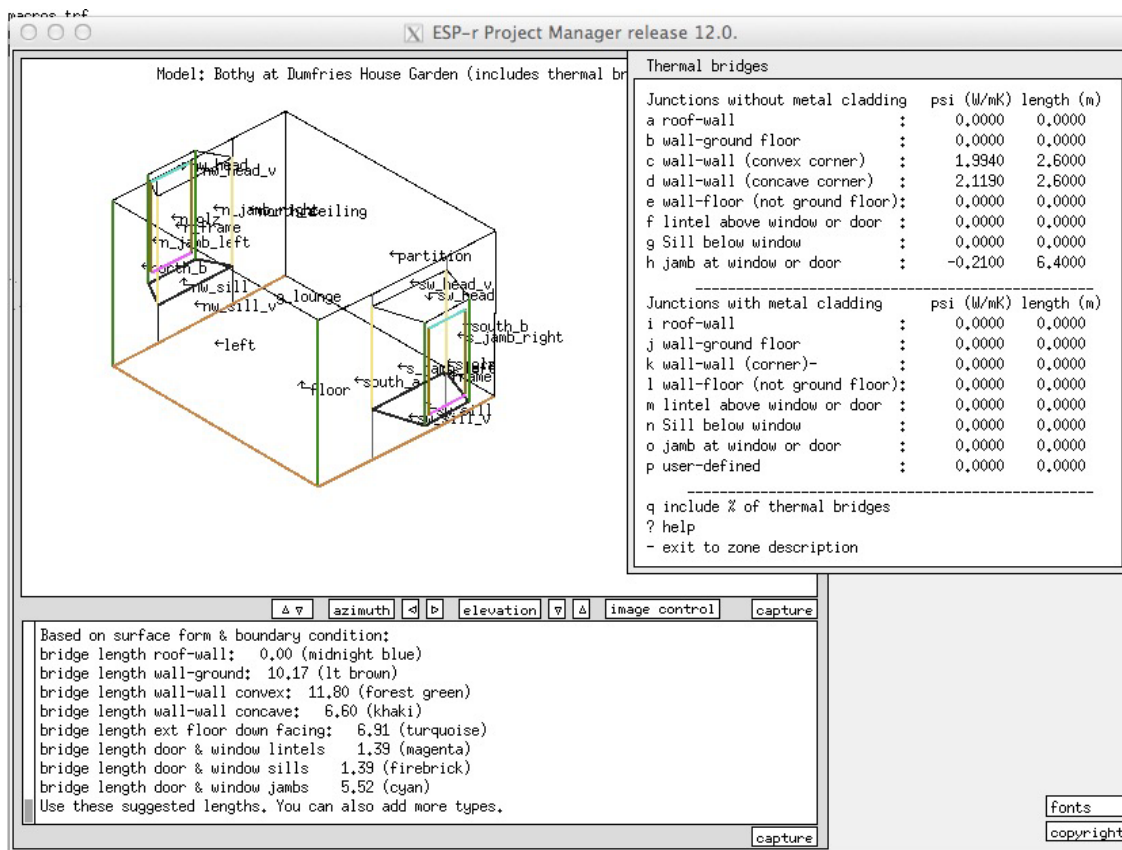 macros.trf
X ESP-r Project Manager release 12.0.
Model: Bothy at Dumfries House Garden (includes thermal br
nw_head
nw_head_v
n_jamb_right
ceiling
n_glz
n_frame
n_jamb_left
north_b
nw_sill
nw_sill_v
g_lounge
left
floor
partition
sw_head_v
sw_head
south_b
s_jamb_right
south_a
frame
sw_sill
sw_sill_v
Thermal bridges
Junctions without metal cladding psi (W/mK) length (m)
a roof-wall : 0.0000 0.0000
b wall-ground floor : 0.0000 0.0000
c wall-wall (convex corner) : 1.9940 2.6000
d wall-wall (concave corner) : 2.1190 2.6000
e wall-floor (not ground floor): 0.0000 0.0000
f lintel above window or door : 0.0000 0.0000
g Sill below window : 0.0000 0.0000
h jamb at window or door : -0.2100 6.4000
Junctions with metal cladding psi (W/mK) length (m)
i roof-wall : 0.0000 0.0000
j wall-ground floor : 0.0000 0.0000
k wall-wall (corner)- : 0.0000 0.0000
l wall-floor (not ground floor): 0.0000 0.0000
m lintel above window or door : 0.0000 0.0000
n Sill below window : 0.0000 0.0000
o jamb at window or door : 0.0000 0.0000
p user-defined : 0.0000 0.0000
q include % of thermal bridges
? help
- exit to zone description
azimuth elevation image control capture
Based on surface form & boundary condition:
bridge length roof-wall: 0.00 (midnight blue)
bridge length wall-ground: 10.17 (lt brown)
bridge length wall-wall convex: 11.80 (forest green)
bridge length wall-wall concave: 6.60 (khaki)
bridge length ext floor down facing: 6.91 (turquoise)
bridge length door & window lintels 1.39 (magenta)
bridge length door & window sills 1.39 (firebrick)
bridge length door & window jambs 5.52 (cyan)
Use these suggested lengths. You can also add more types.
capture
fonts
copyright